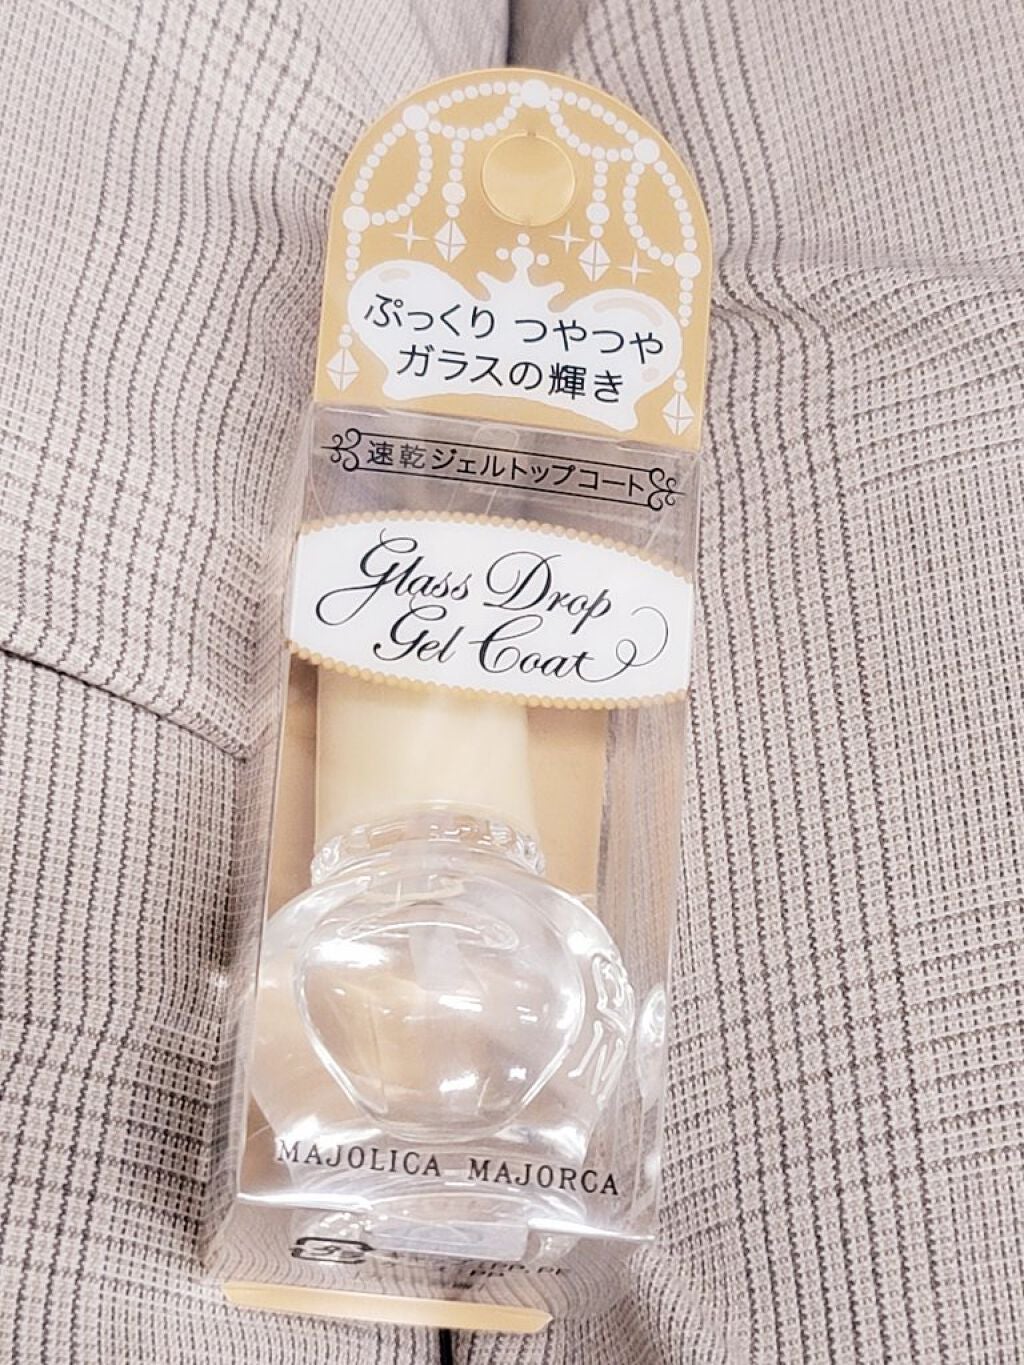 ぷっくり つやつや
ガラスの輝き
速乾ジェルトップコート
Glass Drop
Gel Coat
MAJOLICA MAJORCA